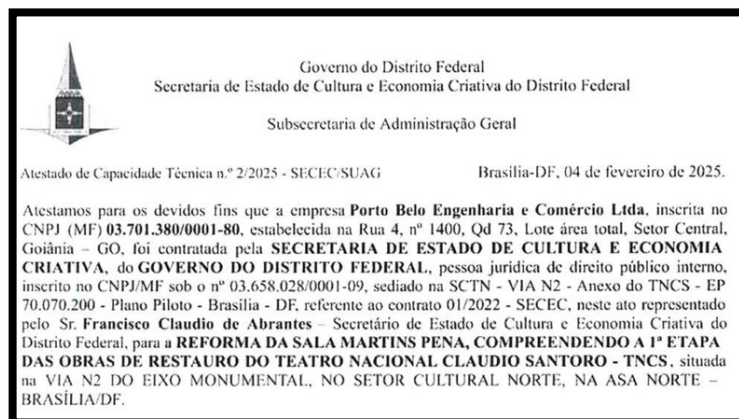 Governo do Distrito Federal
Secretaria de Estado de Cultura e Economia Criativa do Distrito Federal
Subsecretaria de Administração Geral
Atestado de Capacidade Técnica n.º 2/2025 - SECEC/SUAG
Brasília-DF, 04 de fevereiro de 2025.
Atestamos para os devidos fins que a empresa Porto Belo Engenharia e Comércio Ltda, inscrita no
CNPJ (MF) 03.701.380/0001-80, estabelecida na Rua 4, nº 1400, Qd 73, Lote área total, Setor Central,
Goiânia – GO, foi contratada pela SECRETARIA DE ESTADO DE CULTURA E ECONOMIA
CRIATIVA, do GOVERNO DO DISTRITO FEDERAL, pessoa jurídica de direito público interno,
inscrito no CNPJ/MF sob o nº 03.658.028/0001-09, sediado na SCTN - VIA N2 - Anexo do TNCS - EP
70.070.200 - Plano Piloto - Brasília - DF, referente ao contrato 01/2022 - SECEC, neste ato representado
pelo Sr. Francisco Claudio de Abrantes – Secretário de Estado de Cultura e Economia Criativa do
Distrito Federal, para a REFORMA DA SALA MARTINS PENA, COMPREENDENDO A 1ª ETAPA
DAS OBRAS DE RESTAURO DO TEATRO NACIONAL CLAUDIO SANTORO - TNCS, situada
na VIA N2 DO EIXO MONUMENTAL, NO SETOR CULTURAL NORTE, NA ASA NORTE –
BRASÍLIA/DF.